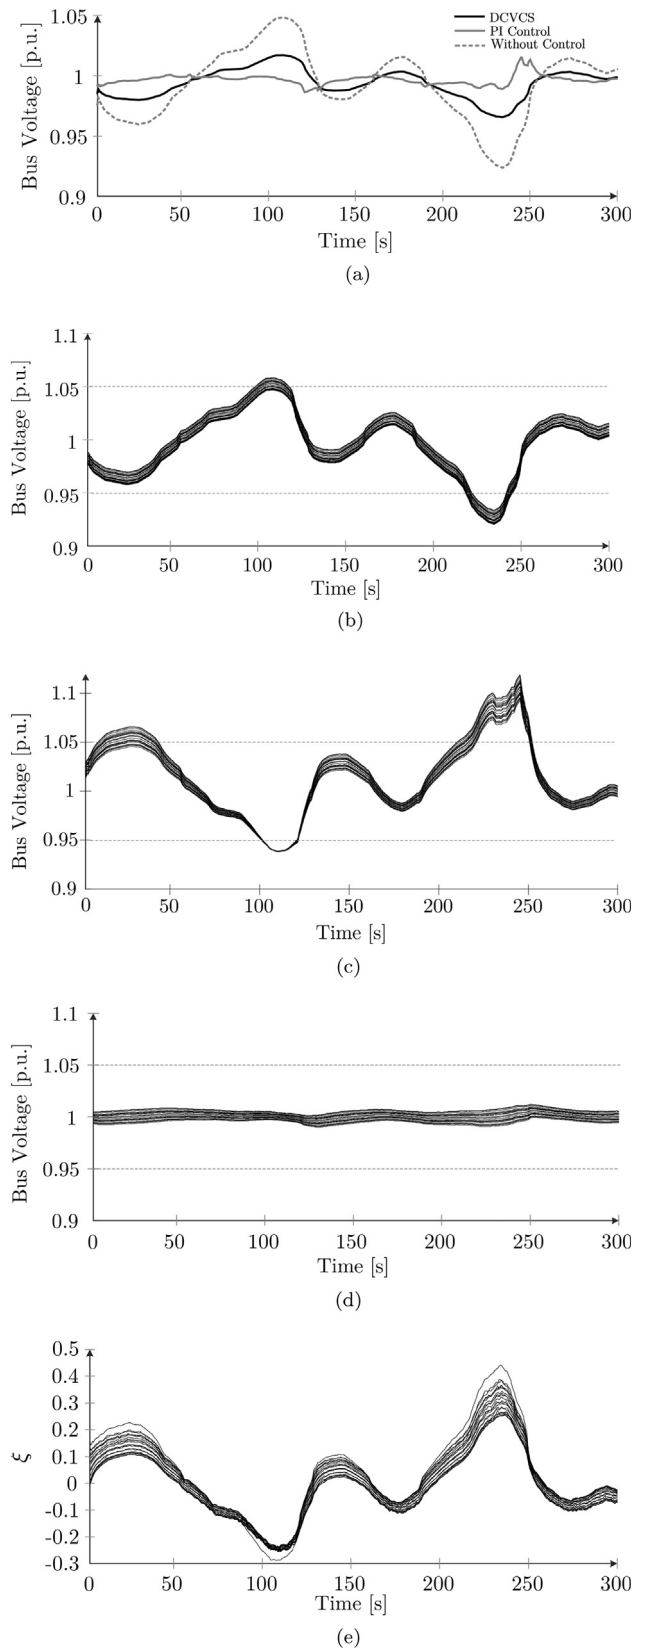 1.05
DCVCS
PI Control
Without Control
1
0.95
0.9
Bus Voltage [p.u.]
0 50 100 150 200 250 300
Time [s]
(a)
1.1
1.05
1
0.95
0.9
Bus Voltage [p.u.]
0 50 100 150 200 250 300
Time [s]
(b)
1.1
1.05
1
0.95
0.9
Bus Voltage [p.u.]
0 50 100 150 200 250 300
Time [s]
(c)
1.1
1.05
1
0.95
0.9
Bus Voltage [p.u.]
0 50 100 150 200 250 300
Time [s]
(d)
0.5
0.4
0.3
0.2
0.1
0
-0.1
-0.2
-0.3
ξ
0 50 100 150 200 250 300
Time [s]
(e)